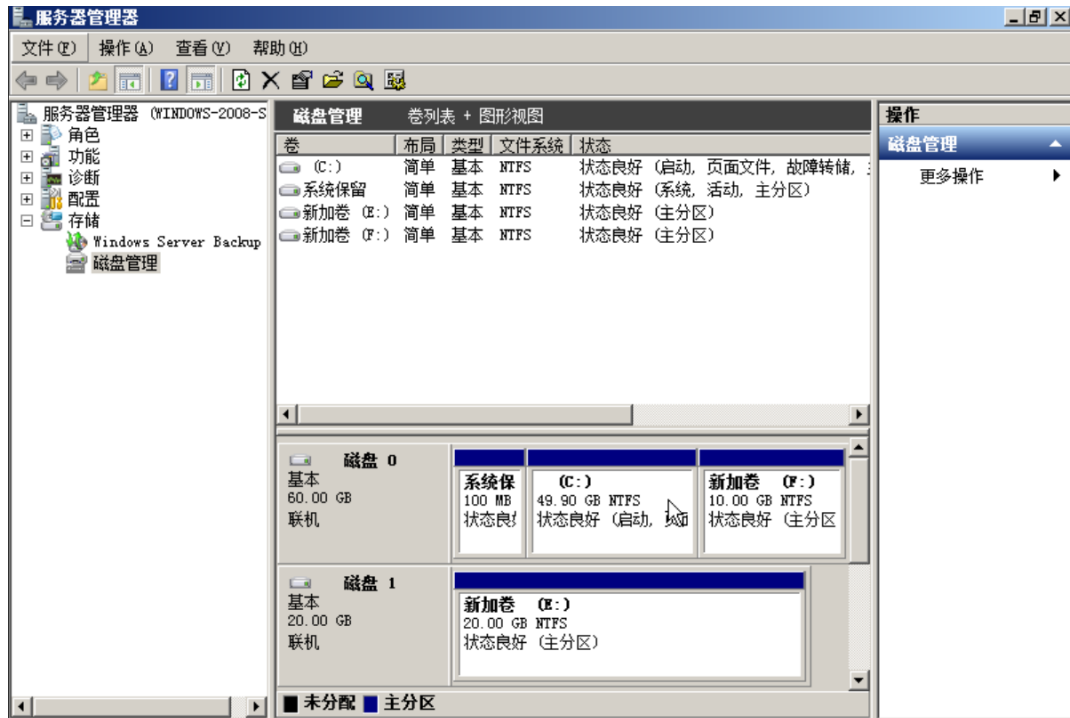 服务器管理器
文件(F) 操作(A) 查看(V) 帮助(H)
服务器管理器 (WINDOWS-2008-S
角色
功能
诊断
配置
存储
Windows Server Backup
磁盘管理
磁盘管理 卷列表 + 图形视图
卷 布局 类型 文件系统 状态
(C:) 简单 基本 NTFS 状态良好 (启动, 页面文件, 故障转储,
系统保留 简单 基本 NTFS 状态良好 (系统, 活动, 主分区)
新加卷 (E:) 简单 基本 NTFS 状态良好 (主分区)
新加卷 (F:) 简单 基本 NTFS 状态良好 (主分区)
磁盘 0
基本
60.00 GB
联机
系统保
100 MB
状态良
(C:)
49.90 GB NTFS
状态良好 (启动,
新加卷 (F:)
10.00 GB NTFS
状态良好 (主分区
磁盘 1
基本
20.00 GB
联机
新加卷 (E:)
20.00 GB NTFS
状态良好 (主分区)
未分配 主分区
操作
磁盘管理
更多操作